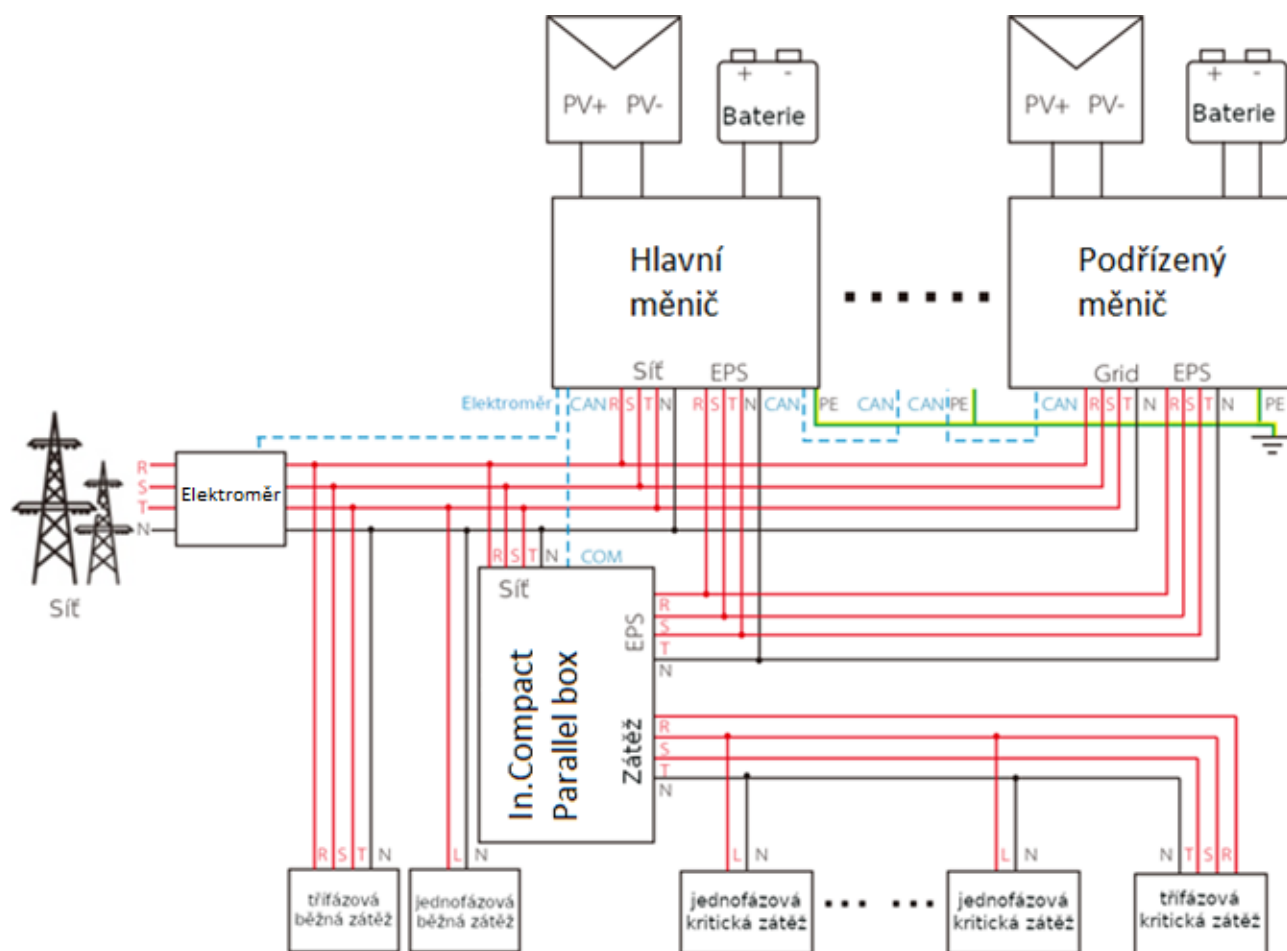 PV+ PV-
+ -
Baterie
PV+ PV-
+ -
Baterie
Hlavní
měnič
Podřízený
měnič
Síť EPS
Grid EPS
Elektroměr CAN R S T N R S T N CAN PE CAN CAN PE CAN R S T N R S T N PE
R
S
T
N
Elektroměr
Síť
R S T N COM
Síť
In.Compact
Parallel box
EPS
R
S
T
N
Zátěž
R
S
T
N
R S T N
L N
L N
L N
N T S R
třífázová
běžná zátěž
jednofázová
běžná zátěž
jednofázová
kritická zátěž
jednofázová
kritická zátěž
třífázová
kritická zátěž